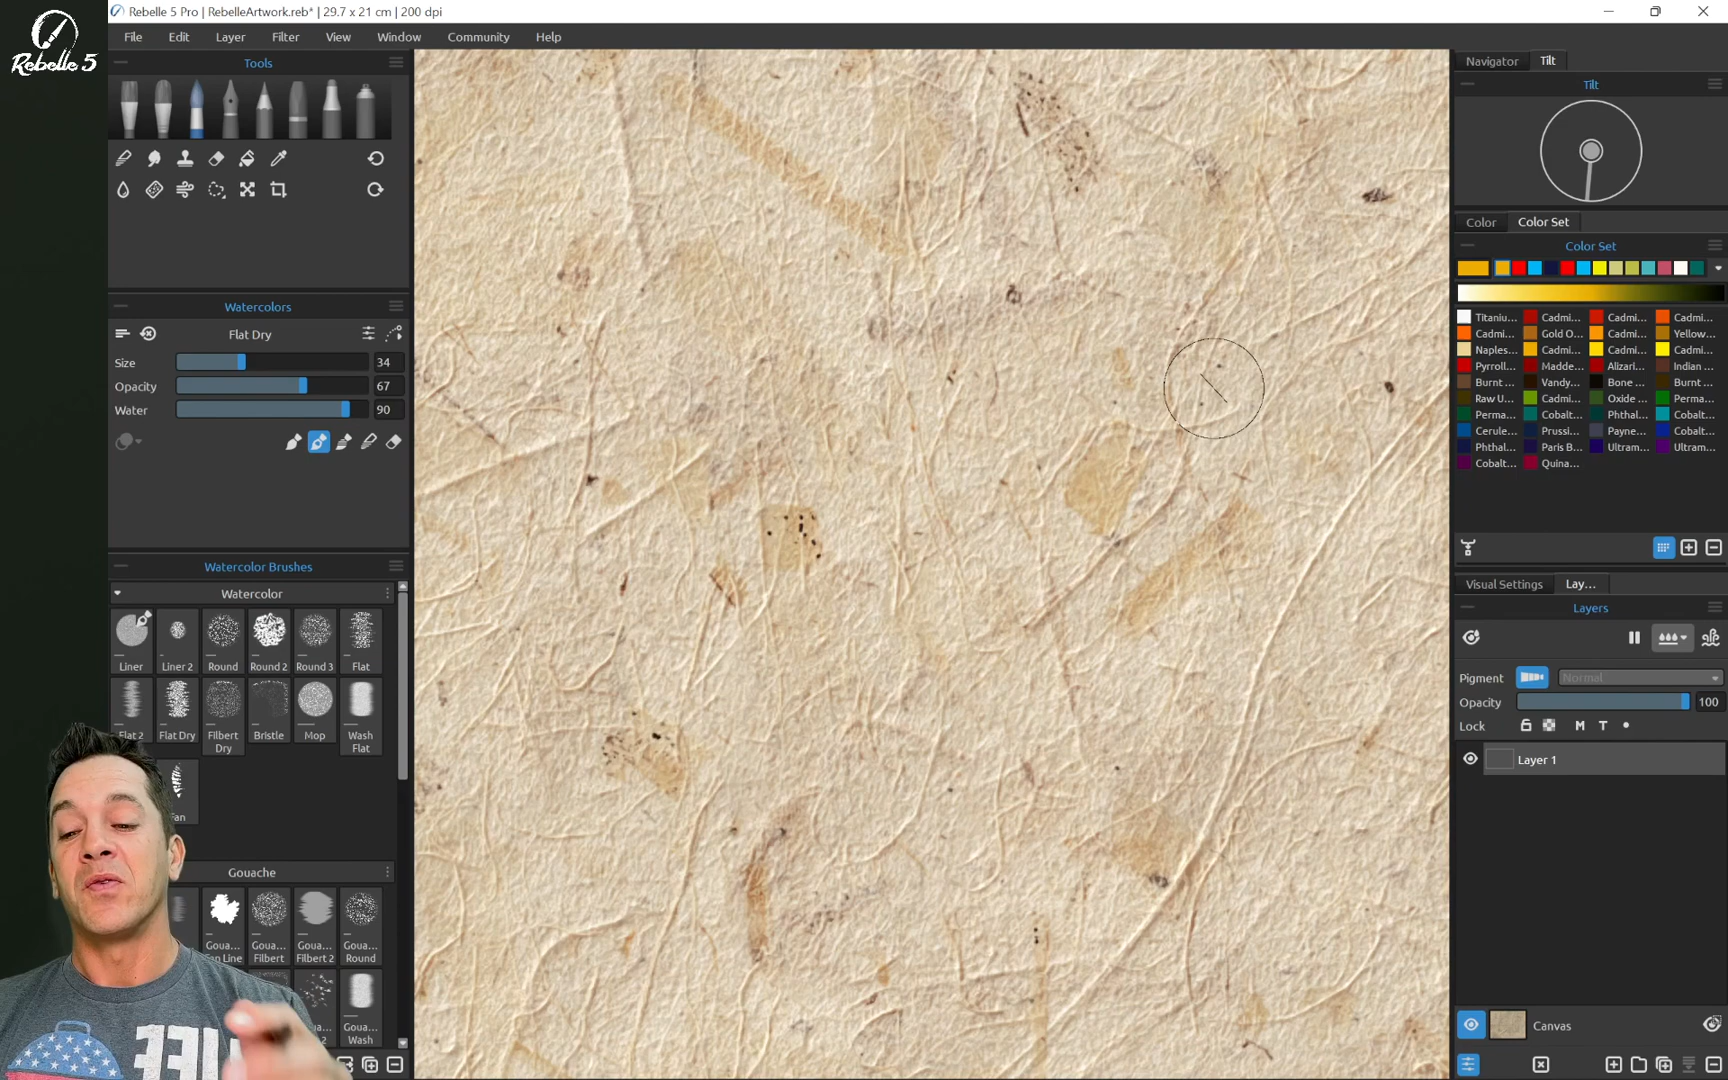 Rebelle 5 Pro | RebelleArtwork.reb* | 29.7 x 21 cm | 200 dpi
Rebelle 5
File Edit Layer Filter View Window Community Help
Tools
Navigator Tilt
Tilt
Color Color Set
Color Set
Watercolors
Flat Dry
Size 34
Opacity 67
Water 90
Titaniu... Cadmi... Cadmi... Cadmi...
Cadmi... Gold O... Cadmi... Yellow...
Naples... Cadmi... Cadmi... Cadmi...
Pyrroll... Madde... Alizari... Indian ...
Burnt ... Vandy... Bone ... Burnt ...
Raw U... Cadmi... Oxide ... Perma...
Perma... Cobalt... Phthal... Cobalt...
Cerule... Prussi... Payne... Cobalt...
Phthal... Paris B... Ultram... Ultram...
Cobalt... Quina...
Watercolor Brushes
Watercolor
Liner Liner 2 Round Round 2 Round 3 Flat
Flat 2 Flat Dry Filbert Dry Bristle Mop Wash Flat
Fan
Gouache
Goua... Fan Line Goua... Filbert Goua... Filbert 2 Goua... Round
Goua... Wash
Visual Settings Lay...
Layers
Pigment Normal
Opacity 100
Lock M T
Layer 1
Canvas